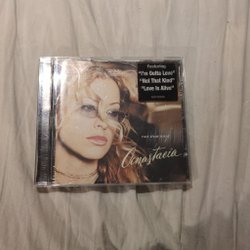 Featuring
"I'm Outta Love"
"Not That Kind"
"Love Is Alive"
Anastacia